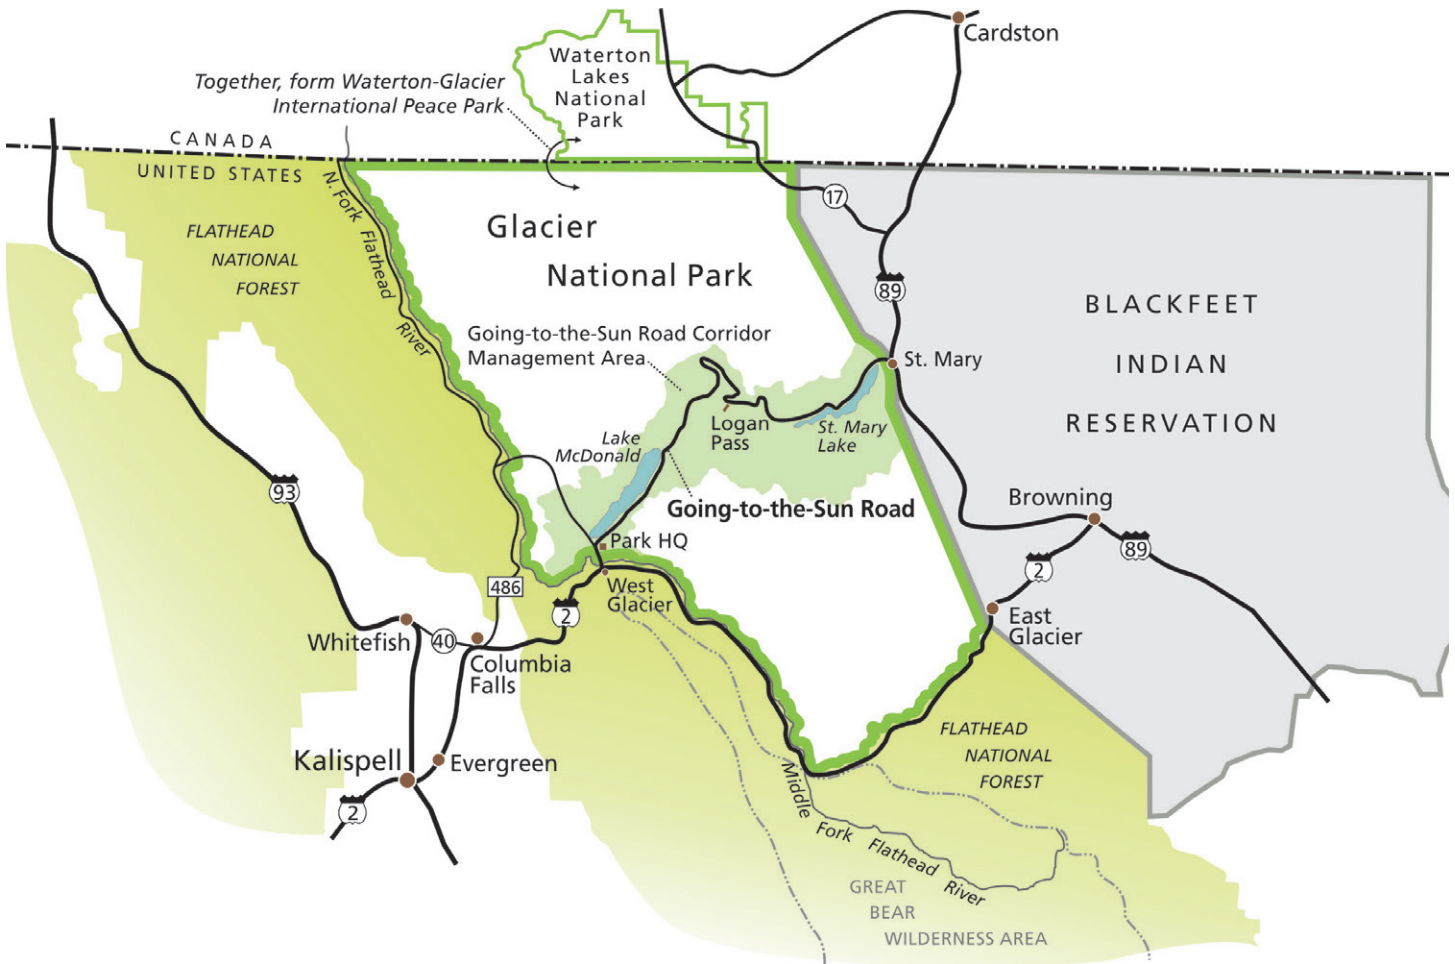 Cardston
Waterton
Lakes
National
Park
Together, form Waterton-Glacier
International Peace Park
CANADA
UNITED STATES
N. Fork Flathead River
17
FLATHEAD
NATIONAL
FOREST
Glacier
National Park
89
BLACKFEET
INDIAN
RESERVATION
Going-to-the-Sun Road Corridor
Management Area
St. Mary
Logan
Pass
St. Mary
Lake
Lake
McDonald
93
Going-to-the-Sun Road
Browning
Park HQ
89
2
486
West
Glacier
2
East
Glacier
Whitefish
40
Columbia
Falls
FLATHEAD
NATIONAL
FOREST
Kalispell
Evergreen
2
Middle Fork Flathead River
GREAT
BEAR
WILDERNESS AREA